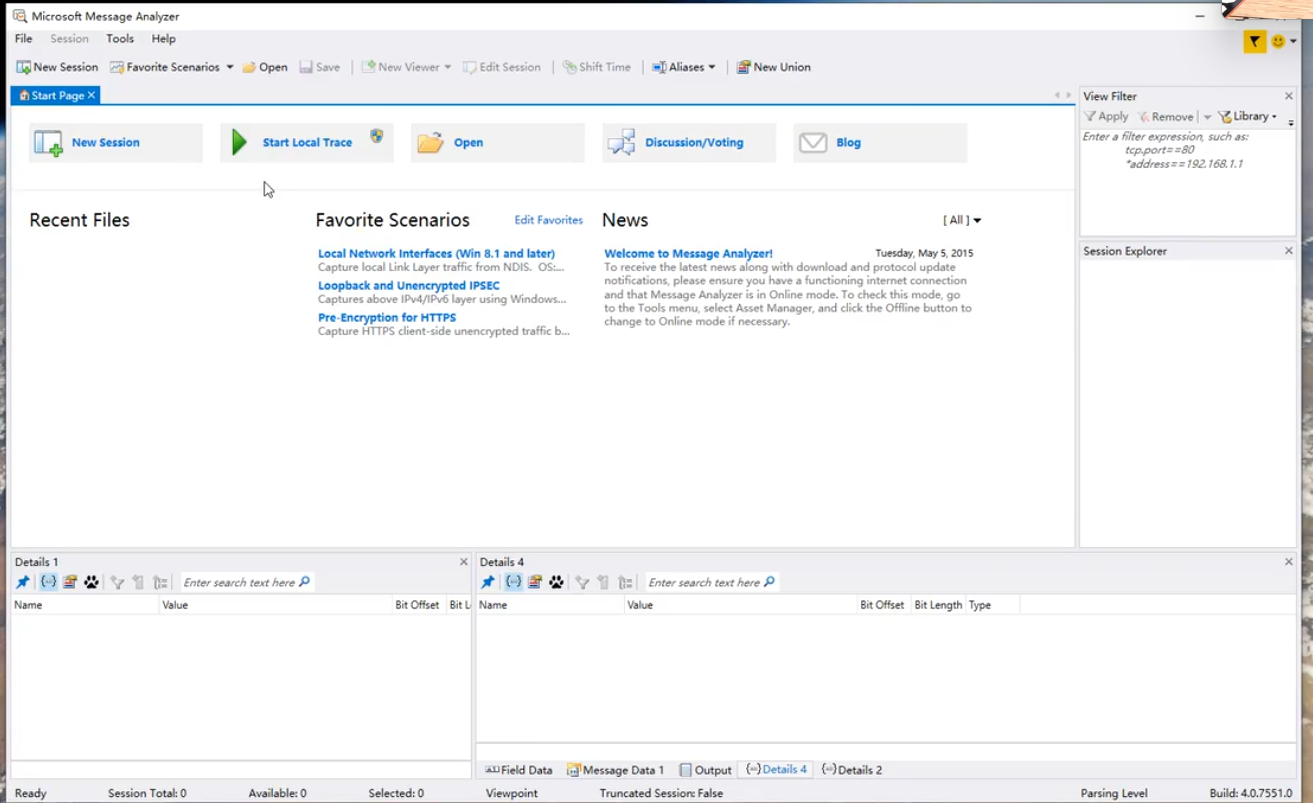 Microsoft Message Analyzer
File Session Tools Help
New Session Favorite Scenarios Open Save New Viewer Edit Session Shift Time Aliases New Union
Start Page
New Session
Start Local Trace
Open
Discussion/Voting
Blog
Recent Files
Favorite Scenarios
Edit Favorites
Local Network Interfaces (Win 8.1 and later)
Capture local Link Layer traffic from NDIS. OS:...
Loopback and Unencrypted IPSEC
Captures above IPv4/IPv6 layer using Windows...
Pre-Encryption for HTTPS
Capture HTTPS client-side unencrypted traffic b...
News
[ All ]
Welcome to Message Analyzer!
Tuesday, May 5, 2015
To receive the latest news along with download and protocol update
notifications, please ensure you have a functioning internet connection
and that Message Analyzer is in Online mode. To check this mode, go
to the Tools menu, select Asset Manager, and click the Offline button to
change to Online mode if necessary.
View Filter
Apply Remove Library
Enter a filter expression, such as:
tcp.port==80
*address==192.168.1.1
Session Explorer
Details 1
Enter search text here
Name Value Bit Offset Bit L
Details 4
Enter search text here
Name Value Bit Offset Bit Length Type
Field Data Message Data 1 Output Details 4 Details 2
Ready Session Total: 0 Available: 0 Selected: 0 Viewpoint Truncated Session: False Parsing Level Build: 4.0.7551.0